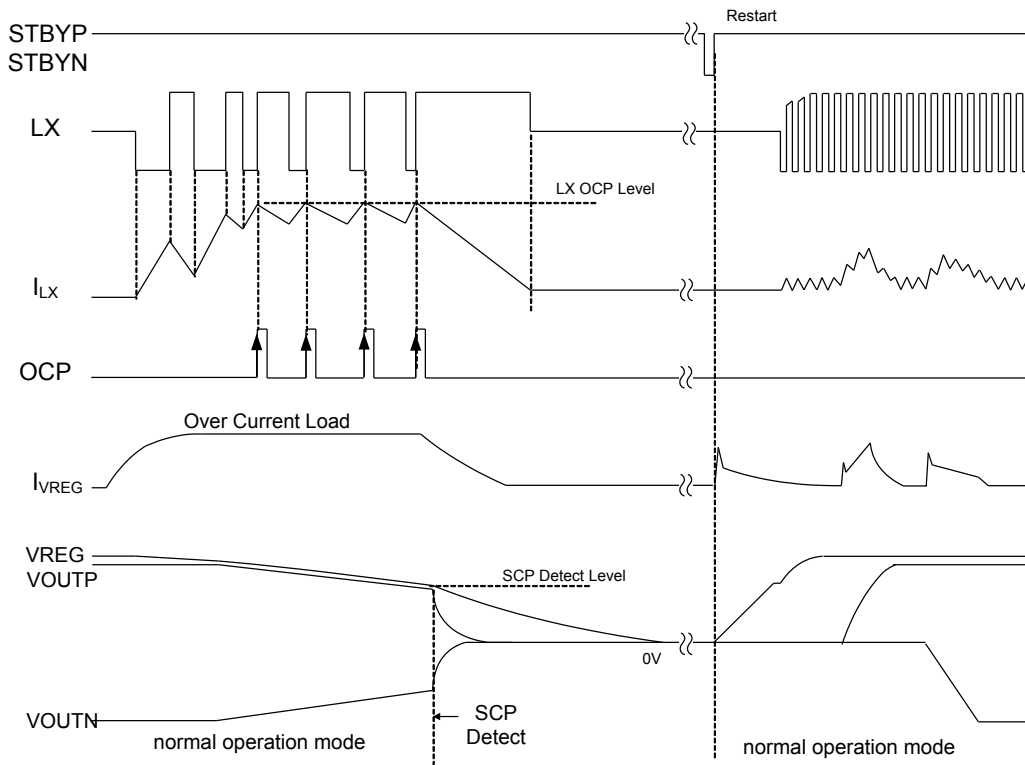 Restart
STBYP
STBYN
LX
LX OCP Level
ILX
OCP
Over Current Load
IVREG
VREG
VOUTP
SCP Detect Level
0V
VOUTN
SCP
Detect
normal operation mode
normal operation mode